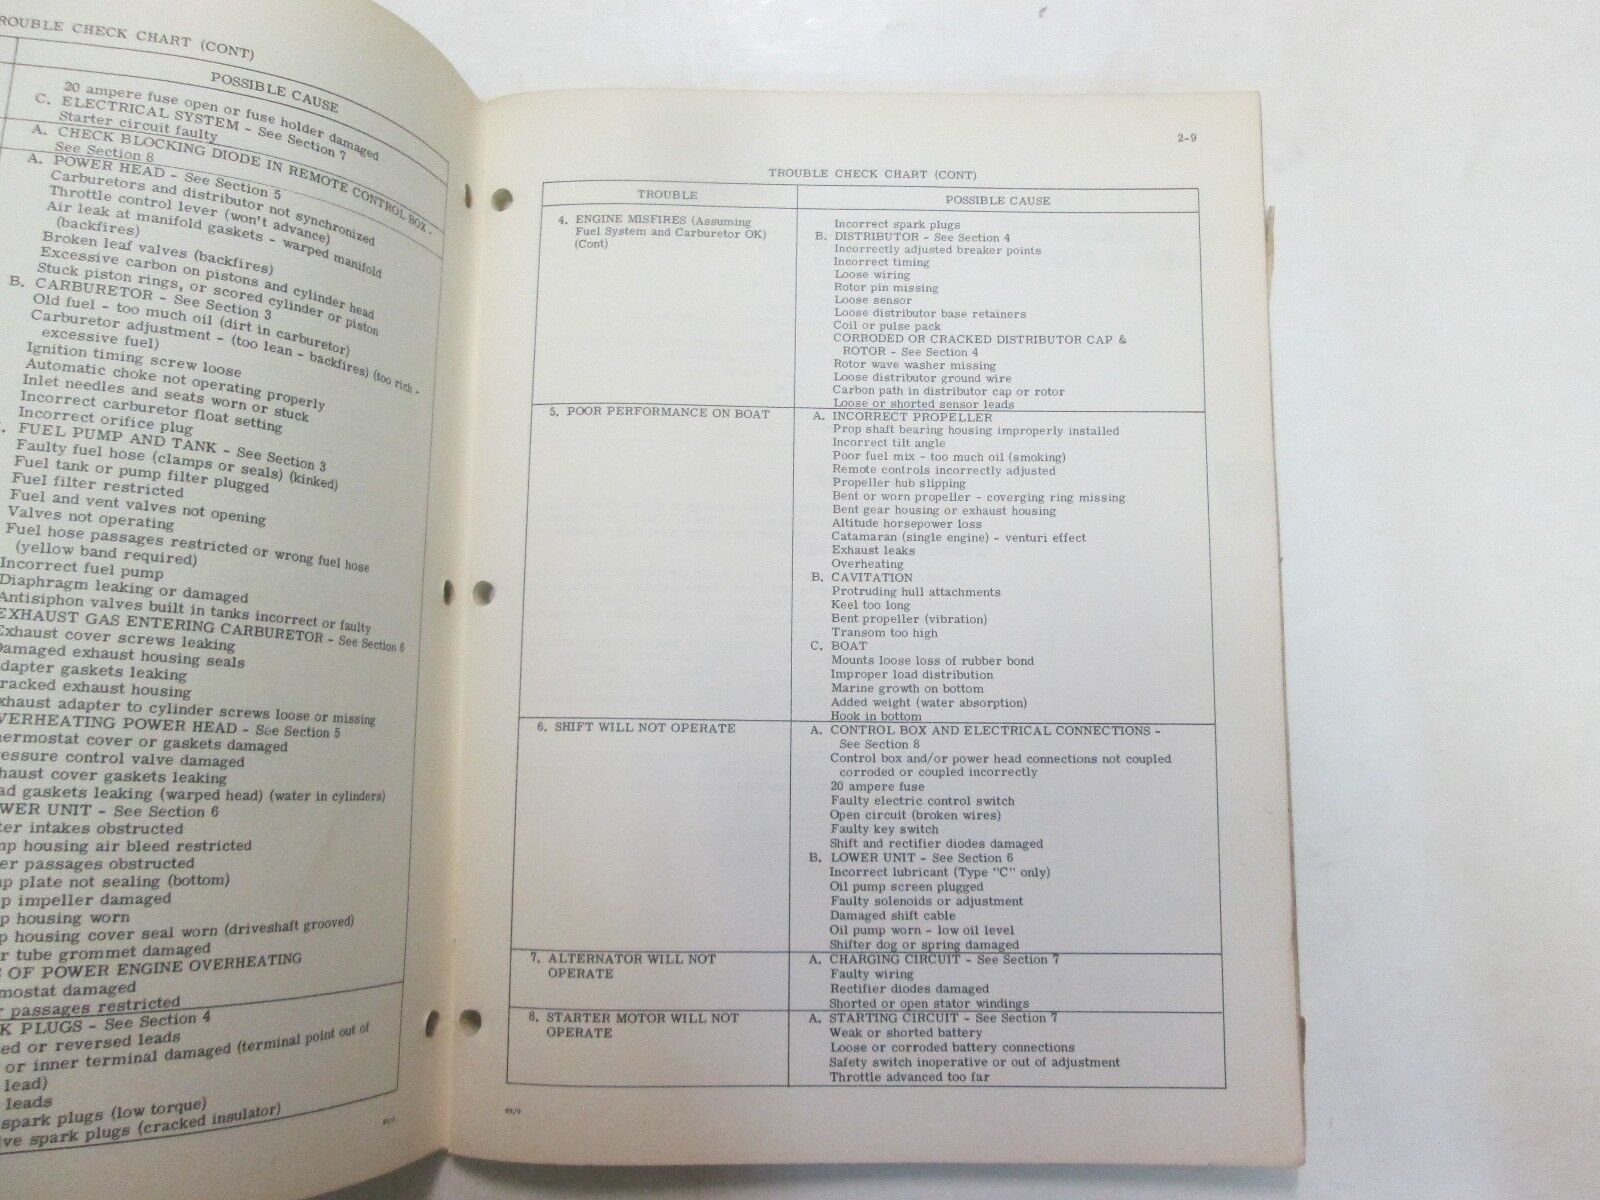 ROUBLE CHECK CHART (CONT)
POSSIBLE CAUSE
20 ampere fuse open or fuse holder damaged
C. ELECTRICAL SYSTEM - See Section 7
Starter circuit faulty
A. CHECK BLOCKING DIODE IN REMOTE CONTROL BOX -
See Section 8
A. POWER HEAD - See Section 5
Carburetors and distributor not synchronized
Throttle control lever (won't advance)
Air leak at manifold gaskets - warped manifold
(backfires)
Broken leaf valves (backfires)
Excessive carbon on pistons and cylinder head
Stuck piston rings, or scored cylinder or piston
B. CARBURETOR - See Section 3
Old fuel - too much oil (dirt in carburetor)
Carburetor adjustment - (too lean - backfires) (too rich -
excessive fuel)
Ignition timing screw loose
Automatic choke not operating properly
Inlet needles and seats worn or stuck
Incorrect carburetor float setting
Incorrect orifice plug
. FUEL PUMP AND TANK - See Section 3
Faulty fuel hose (clamps or seals) (kinked)
Fuel tank or pump filter plugged
Fuel filter restricted
Fuel and vent valves not opening
Valves not operating
Fuel hose passages restricted or wrong fuel hose
(yellow band required)
Incorrect fuel pump
Diaphragm leaking or damaged
Antisiphon valves built in tanks incorrect or faulty
EXHAUST GAS ENTERING CARBURETOR - See Section 6
Exhaust cover screws leaking
Damaged exhaust housing seals
dapter gaskets leaking
racked exhaust housing
xhaust adapter to cylinder screws loose or missing
VERHEATING POWER HEAD - See Section 5
ermostat cover or gaskets damaged
essure control valve damaged
haust cover gaskets leaking
ad gaskets leaking (warped head) (water in cylinders)
WER UNIT - See Section 6
ter intakes obstructed
mp housing air bleed restricted
er passages obstructed
mp plate not sealing (bottom)
p impeller damaged
p housing worn
p housing cover seal worn (driveshaft grooved)
r tube grommet damaged
OF POWER ENGINE OVERHEATING
mostat damaged
r passages restricted
K PLUGS - See Section 4
ed or reversed leads
or inner terminal damaged (terminal point out of
lead)
leads
spark plugs (low torque)
ve spark plugs (cracked insulator)
2-9
TROUBLE CHECK CHART (CONT)
TROUBLE
POSSIBLE CAUSE
4. ENGINE MISFIRES (Assuming
Fuel System and Carburetor OK)
(Cont)
Incorrect spark plugs
B. DISTRIBUTOR - See Section 4
Incorrectly adjusted breaker points
Incorrect timing
Loose wiring
Rotor pin missing
Loose sensor
Loose distributor base retainers
Coil or pulse pack
CORRODED OR CRACKED DISTRIBUTOR CAP &
ROTOR - See Section 4
Rotor wave washer missing
Loose distributor ground wire
Carbon path in distributor cap or rotor
Loose or shorted sensor leads
5. POOR PERFORMANCE ON BOAT
A. INCORRECT PROPELLER
Prop shaft bearing housing improperly installed
Incorrect tilt angle
Poor fuel mix - too much oil (smoking)
Remote controls incorrectly adjusted
Propeller hub slipping
Bent or worn propeller - coverging ring missing
Bent gear housing or exhaust housing
Altitude horsepower loss
Catamaran (single engine) - venturi effect
Exhaust leaks
Overheating
B. CAVITATION
Protruding hull attachments
Keel too long
Bent propeller (vibration)
Transom too high
C. BOAT
Mounts loose loss of rubber bond
Improper load distribution
Marine growth on bottom
Added weight (water absorption)
Hook in bottom
6. SHIFT WILL NOT OPERATE
A. CONTROL BOX AND ELECTRICAL CONNECTIONS -
See Section 8
Control box and/or power head connections not coupled
corroded or coupled incorrectly
20 ampere fuse
Faulty electric control switch
Open circuit (broken wires)
Faulty key switch
Shift and rectifier diodes damaged
B. LOWER UNIT - See Section 6
Incorrect lubricant (Type "C" only)
Oil pump screen plugged
Faulty solenoids or adjustment
Damaged shift cable
Oil pump worn - low oil level
Shifter dog or spring damaged
7. ALTERNATOR WILL NOT
OPERATE
A. CHARGING CIRCUIT - See Section 7
Faulty wiring
Rectifier diodes damaged
Shorted or open stator windings
8. STARTER MOTOR WILL NOT
OPERATE
A. STARTING CIRCUIT - See Section 7
Weak or shorted battery
Loose or corroded battery connections
Safety switch inoperative or out of adjustment
Throttle advanced too far